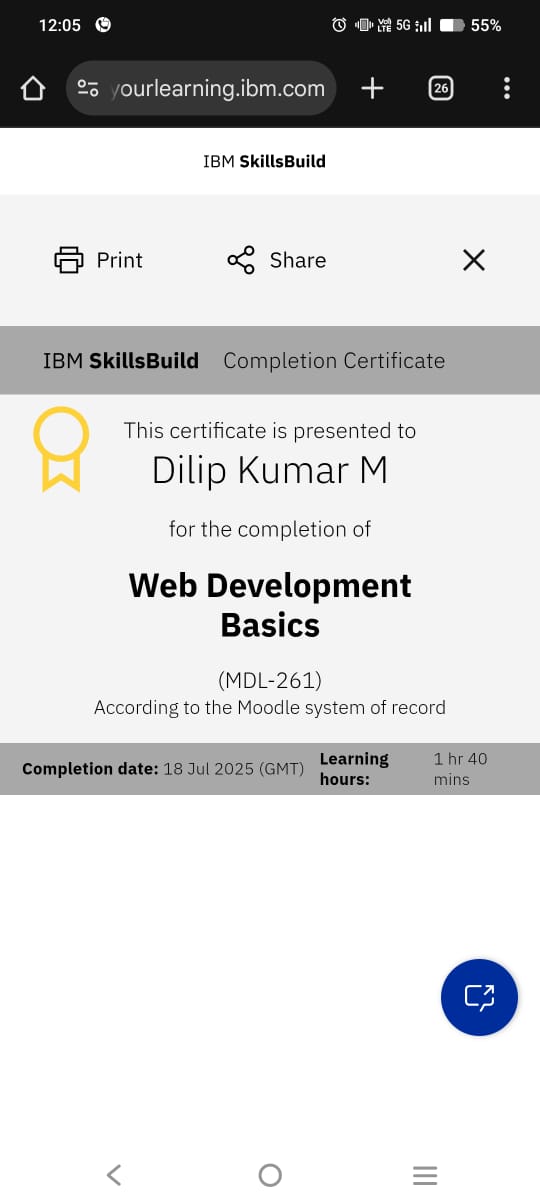 12:05 VoI LTE 5G 55%
yourlearning.ibm.com 26
IBM SkillsBuild
Print Share
IBM SkillsBuild Completion Certificate
This certificate is presented to
Dilip Kumar M
for the completion of
Web Development
Basics
(MDL-261)
According to the Moodle system of record
Completion date: 18 Jul 2025 (GMT) Learning hours: 1 hr 40 mins